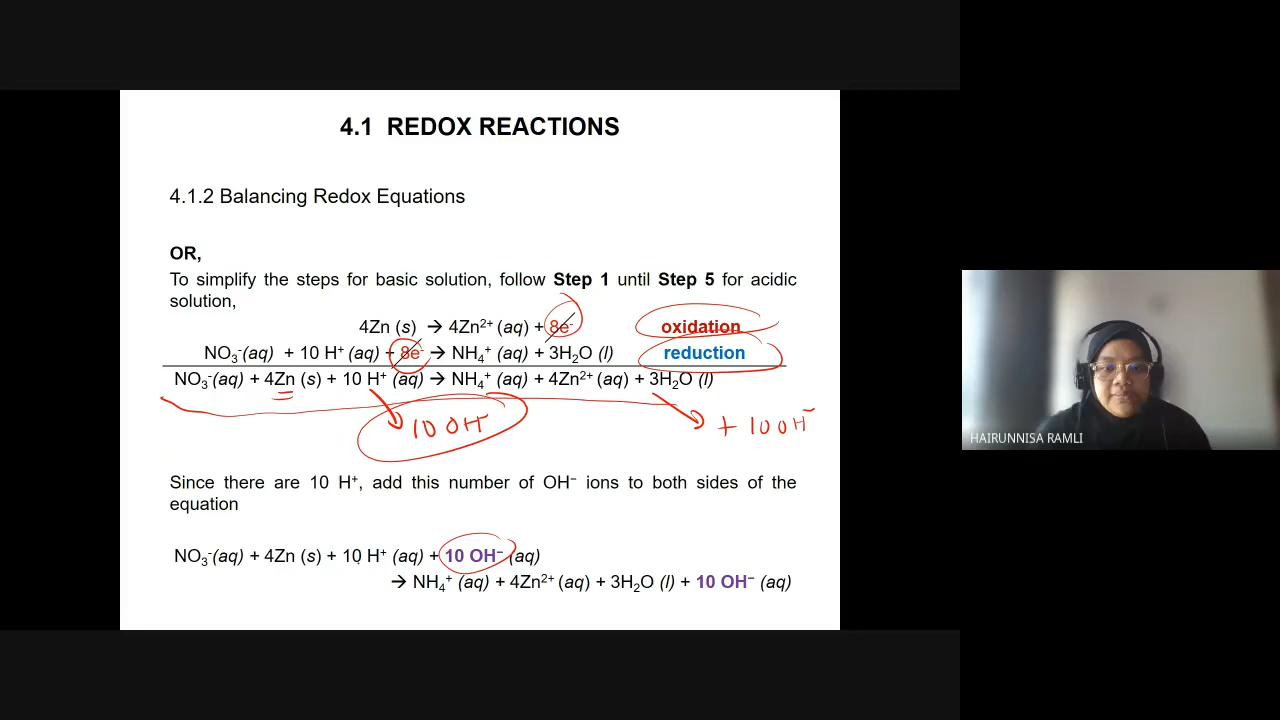 4.1 REDOX REACTIONS
4.1.2 Balancing Redox Equations
OR,
To simplify the steps for basic solution, follow Step 1 until Step 5 for acidic
solution,
4Zn (s) → 4Zn²⁺ (aq) + 8e⁻ oxidation
NO₃⁻(aq) + 10 H⁺ (aq) + 8e⁻ → NH₄⁺ (aq) + 3H₂O (l) reduction
NO₃⁻(aq) + 4Zn (s) + 10 H⁺ (aq) → NH₄⁺ (aq) + 4Zn²⁺ (aq) + 3H₂O (l)
10 OH⁻ + 10 OH⁻
Since there are 10 H⁺, add this number of OH⁻ ions to both sides of the
equation
NO₃⁻(aq) + 4Zn (s) + 10 H⁺ (aq) + 10 OH⁻ (aq)
→ NH₄⁺ (aq) + 4Zn²⁺ (aq) + 3H₂O (l) + 10 OH⁻ (aq)
HAIRUNNISA RAMLI